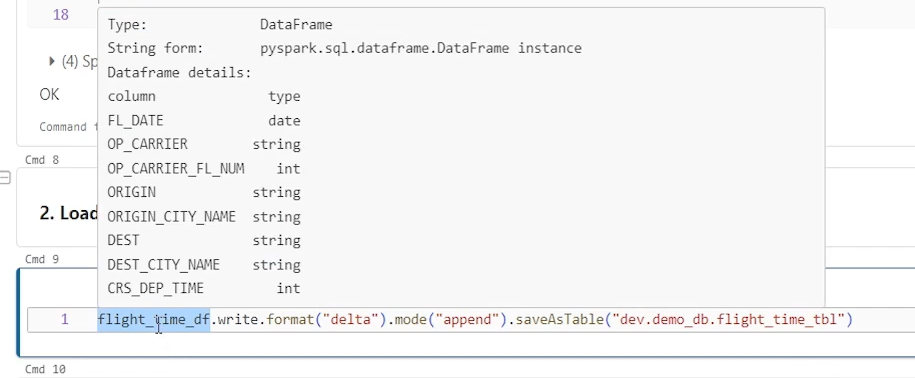 18
Type: DataFrame
String form: pyspark.sql.dataframe.DataFrame instance
(4) Sp
Dataframe details:
OK
column type
FL_DATE date
Command
OP_CARRIER string
Cmd 8
OP_CARRIER_FL_NUM int
ORIGIN string
2. Load
ORIGIN_CITY_NAME string
DEST string
Cmd 9
DEST_CITY_NAME string
CRS_DEP_TIME int
1 flight_time_df.write.format("delta").mode("append").saveAsTable("dev.demo_db.flight_time_tbl")
Cmd 10